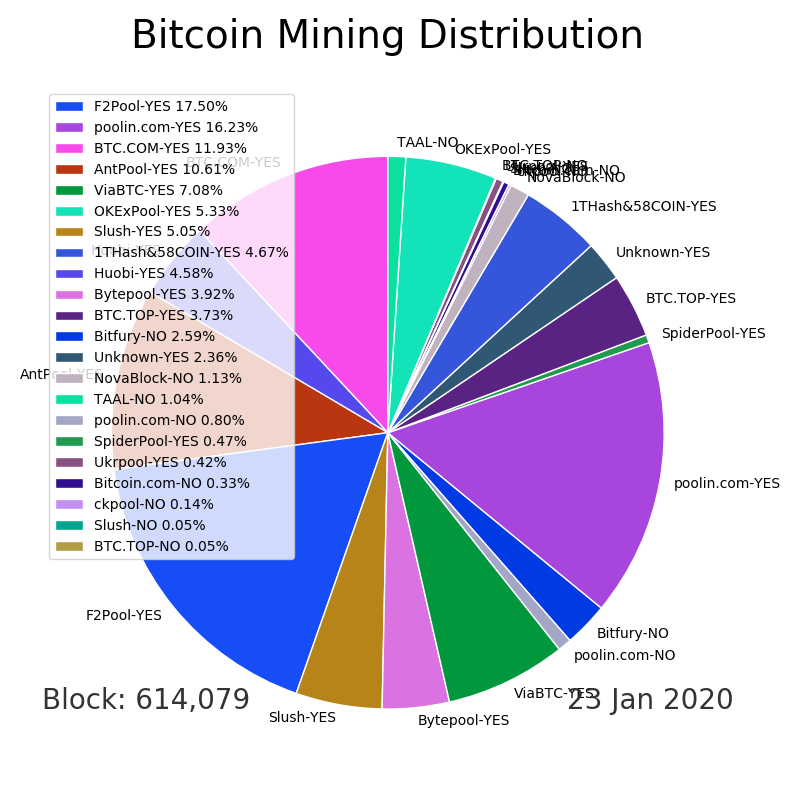 Bitcoin Mining Distribution
F2Pool-YES 17.50%
poolin.com-YES 16.23%
BTC.COM-YES 11.93%
AntPool-YES 10.61%
ViaBTC-YES 7.08%
OKExPool-YES 5.33%
Slush-YES 5.05%
1THash&58COIN-YES 4.67%
Huobi-YES 4.58%
Bytepool-YES 3.92%
BTC.TOP-YES 3.73%
Bitfury-NO 2.59%
Unknown-YES 2.36%
NovaBlock-NO 1.13%
TAAL-NO 1.04%
poolin.com-NO 0.80%
SpiderPool-YES 0.47%
Ukrpool-YES 0.42%
Bitcoin.com-NO 0.33%
ckpool-NO 0.14%
Slush-NO 0.05%
BTC.TOP-NO 0.05%
TAAL-NO
OKExPool-YES
BTC.TOP-NO
NovaBlock-NO
1THash&58COIN-YES
Unknown-YES
BTC.TOP-YES
SpiderPool-YES
poolin.com-YES
Bitfury-NO
poolin.com-NO
ViaBTC-YES
Bytepool-YES
Slush-YES
F2Pool-YES
AntPool-YES
Huobi-YES
BTC.COM-YES
Block: 614,079
23 Jan 2020